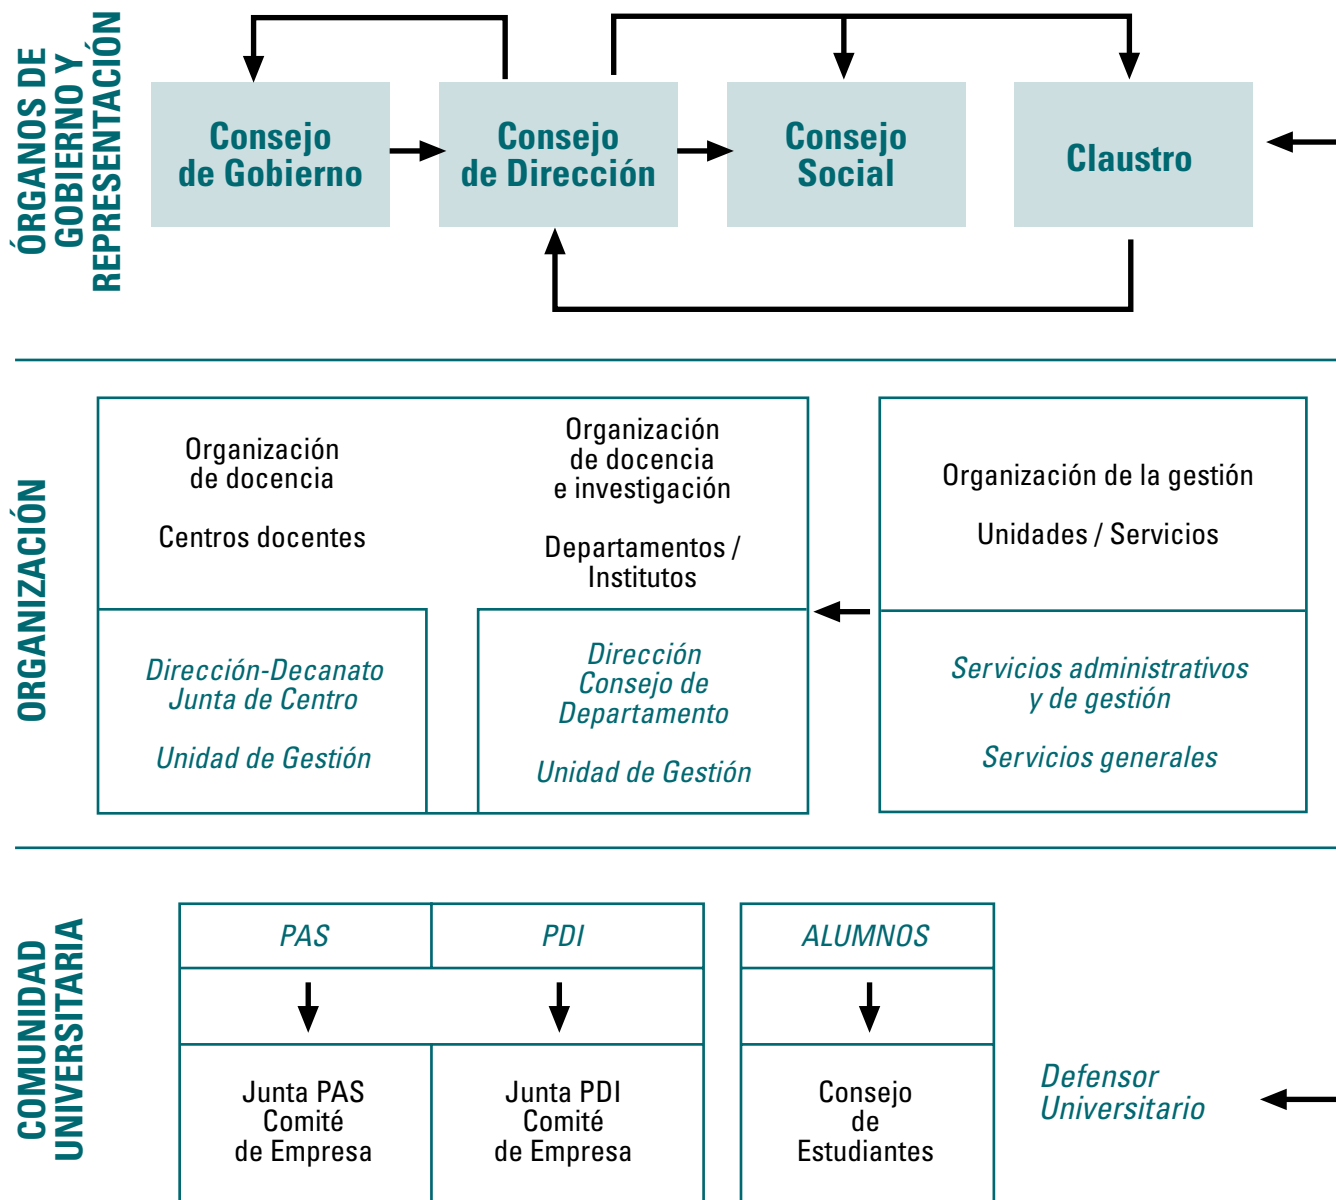 ÓRGANOS DE
GOBIERNO Y
REPRESENTACIÓN
Consejo
de Gobierno
Consejo
de Dirección
Consejo
Social
Claustro
ORGANIZACIÓN
Organización
de docencia
Centros docentes
Organización
de docencia
e investigación
Departamentos /
Institutos
Organización de la gestión
Unidades / Servicios
Dirección-Decanato
Junta de Centro
Unidad de Gestión
Dirección
Consejo de
Departamento
Unidad de Gestión
Servicios administrativos
y de gestión
Servicios generales
COMUNIDAD
UNIVERSITARIA
PAS
PDI
ALUMNOS
Junta PAS
Comité
de Empresa
Junta PDI
Comité
de Empresa
Consejo
de
Estudiantes
Defensor
Universitario